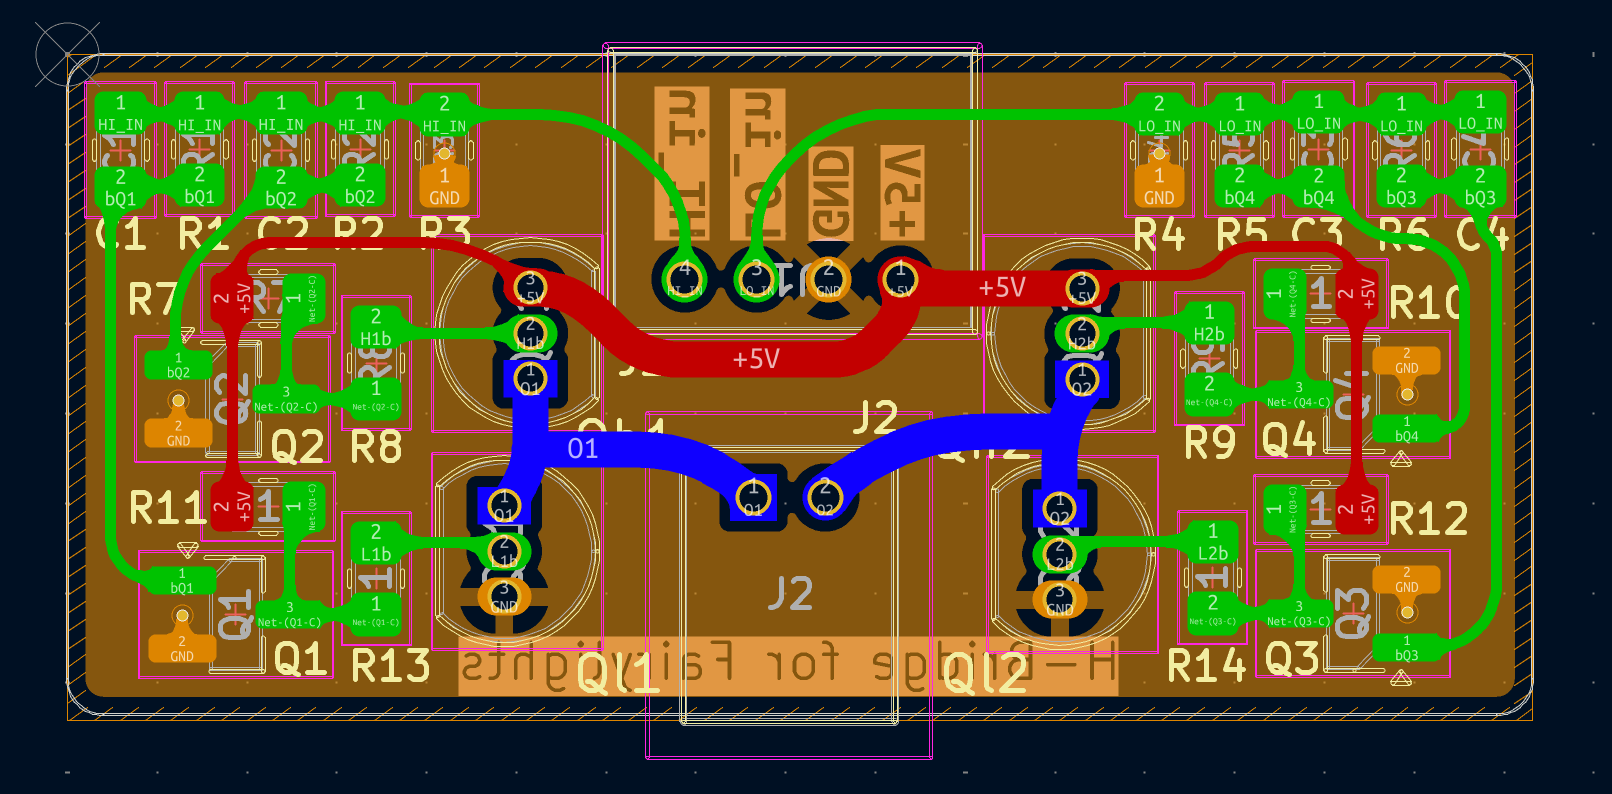 1 HI_IN
1 HI_IN
1 HI_IN
1 HI_IN
2 HI_IN
2 bQ1
2 bQ1
2 bQ2
2 bQ2
1 GND
C1 R1 C2 R2 R3
HI_in
LO_in
GND
+5V
2 LO_IN
1 LO_IN
1 LO_IN
1 LO_IN
1 LO_IN
1 GND
2 bQ4
2 bQ4
2 bQ3
2 bQ3
R4 R5 C3 R6 C4
4 HI_IN
3 LO_IN
2 GND
1 +5V
J1
+5V
+5V
R7
2 +5V
1 Net-(Q2-C)
1 bQ2
2 GND
3 Net-(Q2-C)
Q2
Q2
2 H1b
1 Net-(Q2-C)
R8
R8
3 +5V
2 H1b
1 O1
Qh1
3 +5V
2 H2b
1 O2
Qh2
1 H2b
2 Net-(Q4-C)
R9
1 Net-(Q4-C)
2 +5V
R10
3 Net-(Q4-C)
2 GND
1 bQ4
Q4
Q4
R11
2 +5V
1 Net-(Q1-C)
1 bQ1
2 GND
3 Net-(Q1-C)
Q1
Q1
2 L1b
1 Net-(Q1-C)
R13
1 O1
2 L1b
3 GND
Ql1
O1
J2
1 O1
2 O2
J2
1 O2
2 L2b
3 GND
Ql2
1 L2b
2 Net-(Q3-C)
R14
1 Net-(Q3-C)
2 +5V
R12
3 Net-(Q3-C)
2 GND
1 bQ3
Q3
Q3
H-Bridge for Fairylights